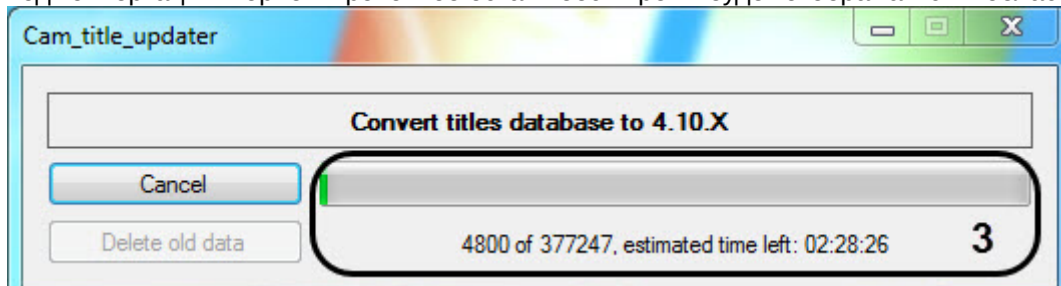 Cam_title_updater
Convert titles database to 4.10.X
Cancel
Delete old data
4800 of 377247, estimated time left: 02:28:26
3